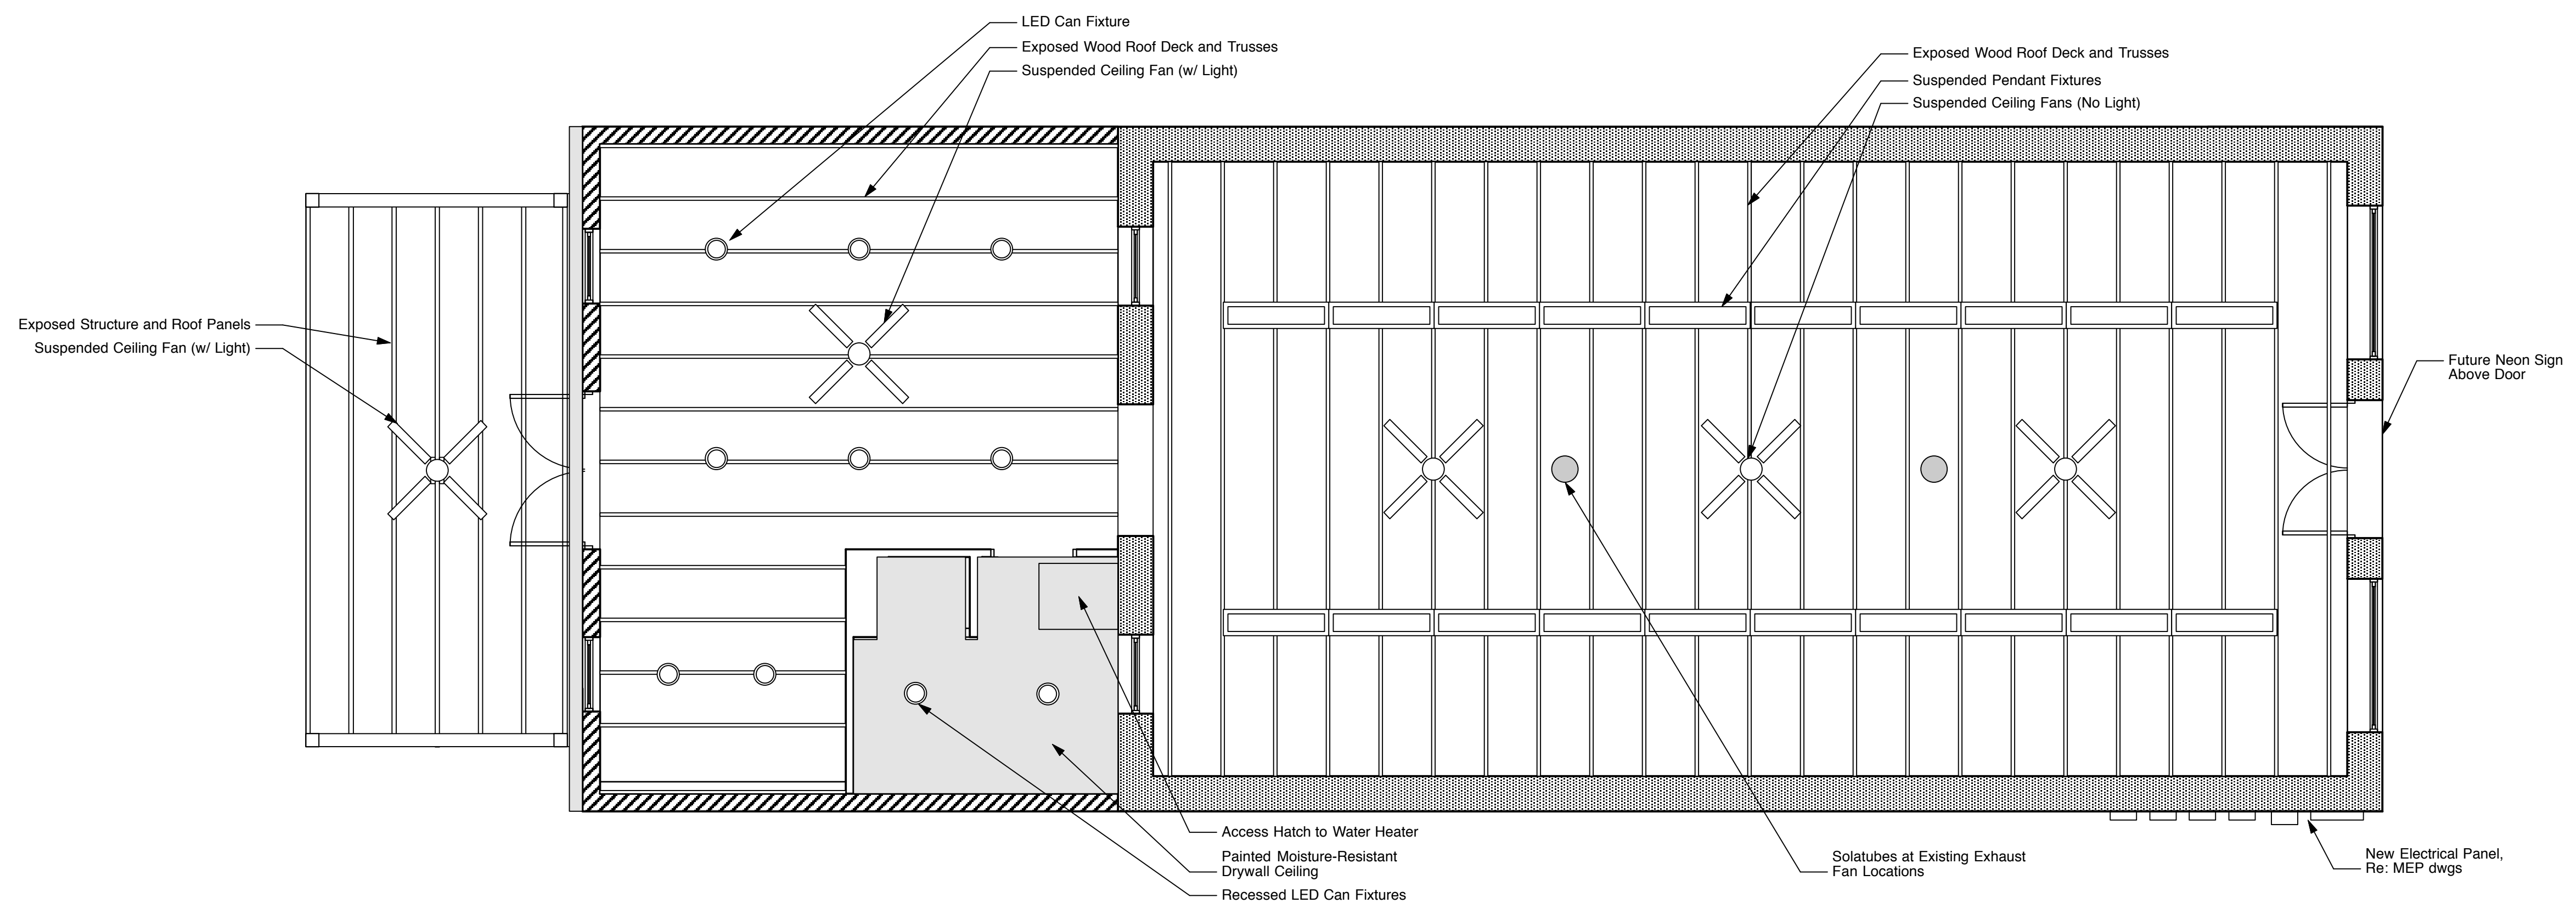 LED Can Fixture
Exposed Wood Roof Deck and Trusses
Suspended Ceiling Fan (w/ Light)
Exposed Wood Roof Deck and Trusses
Suspended Pendant Fixtures
Suspended Ceiling Fans (No Light)
Exposed Structure and Roof Panels
Suspended Ceiling Fan (w/ Light)
Future Neon Sign
Above Door
Access Hatch to Water Heater
Painted Moisture-Resistant
Drywall Ceiling
Recessed LED Can Fixtures
Solatubes at Existing Exhaust
Fan Locations
New Electrical Panel,
Re: MEP dwgs